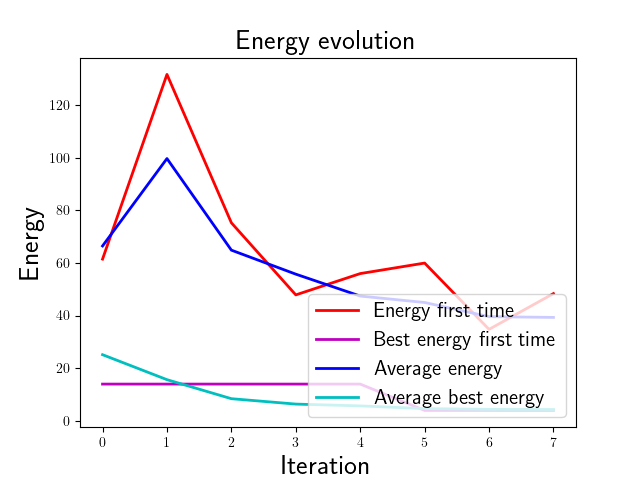 Energy evolution
Energy
120
100
80
60
40
20
0
Energy first time
Best energy first time
Average energy
Average best energy
0 1 2 3 4 5 6 7
Iteration